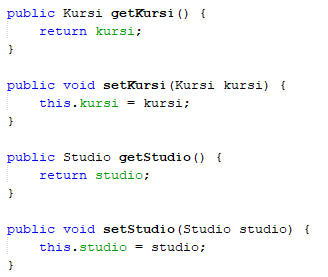 public Kursi getKursi() {
    return kursi;
}

public void setKursi(Kursi kursi) {
    this.kursi = kursi;
}

public Studio getStudio() {
    return studio;
}

public void setStudio(Studio studio) {
    this.studio = studio;
}